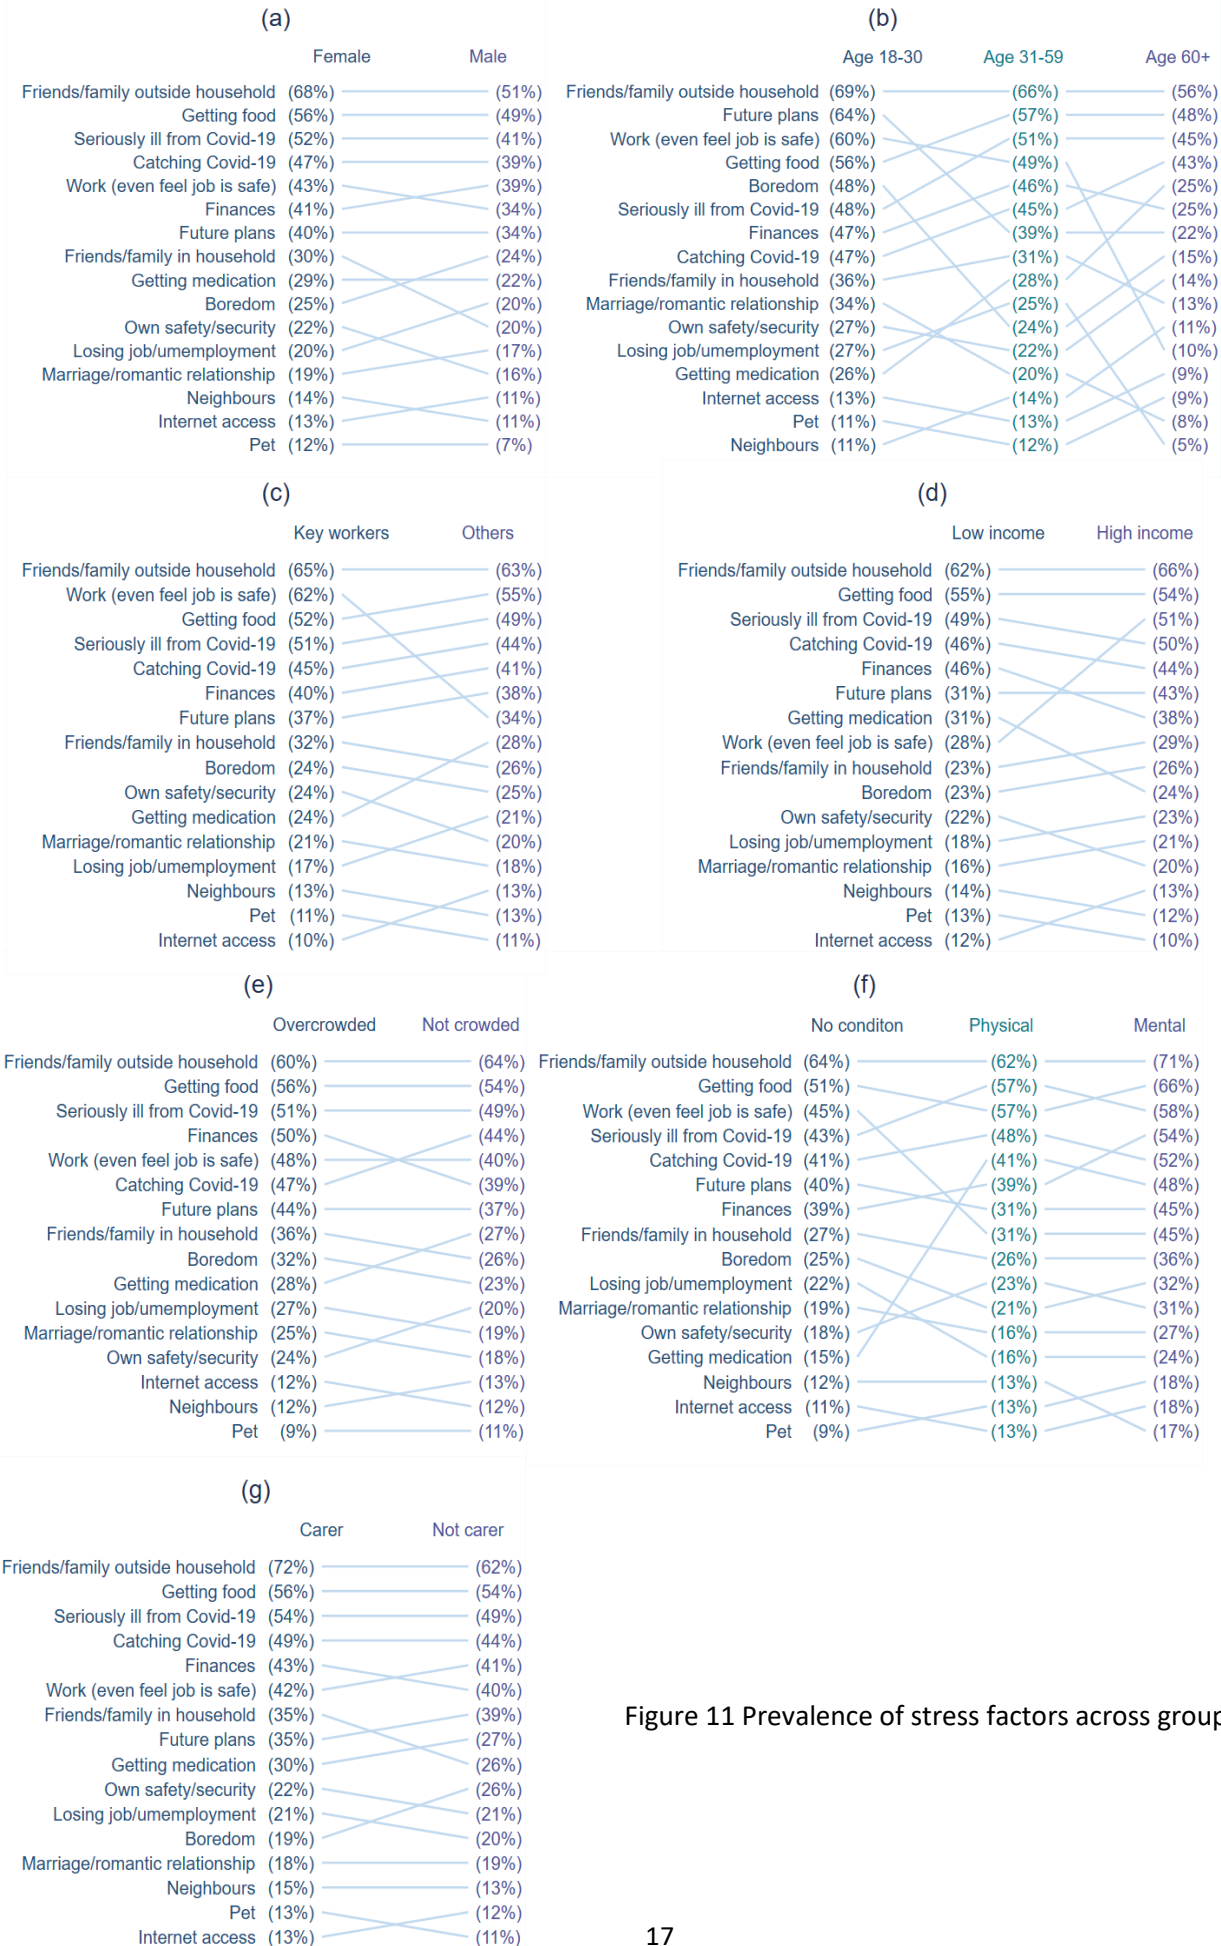 (a)
Female Male
Friends/family outside household (68%) (51%)
Getting food (56%) (49%)
Seriously ill from Covid-19 (52%) (41%)
Catching Covid-19 (47%) (39%)
Work (even feel job is safe) (43%) (39%)
Finances (41%) (34%)
Future plans (40%) (34%)
Friends/family in household (30%) (24%)
Getting medication (29%) (22%)
Boredom (25%) (20%)
Own safety/security (22%) (20%)
Losing job/umemployment (20%) (17%)
Marriage/romantic relationship (19%) (16%)
Neighbours (14%) (11%)
Internet access (13%) (11%)
Pet (12%) (7%)
(b)
Age 18-30 Age 31-59 Age 60+
Friends/family outside household (69%) (66%) (56%)
Future plans (64%) (57%) (48%)
Work (even feel job is safe) (60%) (51%) (45%)
Getting food (56%) (49%) (43%)
Boredom (48%) (46%) (25%)
Seriously ill from Covid-19 (48%) (45%) (25%)
Finances (47%) (39%) (22%)
Catching Covid-19 (47%) (31%) (15%)
Friends/family in household (36%) (28%) (14%)
Marriage/romantic relationship (34%) (25%) (13%)
Own safety/security (27%) (24%) (11%)
Losing job/umemployment (27%) (22%) (10%)
Getting medication (26%) (20%) (9%)
Internet access (13%) (14%) (9%)
Pet (11%) (13%) (8%)
Neighbours (11%) (12%) (5%)
(c)
Key workers Others
Friends/family outside household (65%) (63%)
Work (even feel job is safe) (62%) (55%)
Getting food (52%) (49%)
Seriously ill from Covid-19 (51%) (44%)
Catching Covid-19 (45%) (41%)
Finances (40%) (38%)
Future plans (37%) (34%)
Friends/family in household (32%) (28%)
Boredom (24%) (26%)
Own safety/security (24%) (25%)
Getting medication (24%) (21%)
Marriage/romantic relationship (21%) (20%)
Losing job/umemployment (17%) (18%)
Neighbours (13%) (13%)
Pet (11%) (13%)
Internet access (10%) (11%)
(d)
Low income High income
Friends/family outside household (62%) (66%)
Getting food (55%) (54%)
Seriously ill from Covid-19 (49%) (51%)
Catching Covid-19 (46%) (50%)
Finances (46%) (44%)
Future plans (31%) (43%)
Getting medication (31%) (38%)
Work (even feel job is safe) (28%) (29%)
Friends/family in household (23%) (26%)
Boredom (23%) (24%)
Own safety/security (22%) (23%)
Losing job/umemployment (18%) (21%)
Marriage/romantic relationship (16%) (20%)
Neighbours (14%) (13%)
Pet (13%) (12%)
Internet access (12%) (10%)
(e)
Overcrowded Not crowded
Friends/family outside household (60%) (64%)
Getting food (56%) (54%)
Seriously ill from Covid-19 (51%) (49%)
Finances (50%) (44%)
Work (even feel job is safe) (48%) (40%)
Catching Covid-19 (47%) (39%)
Future plans (44%) (37%)
Friends/family in household (36%) (27%)
Boredom (32%) (26%)
Getting medication (28%) (23%)
Losing job/umemployment (27%) (20%)
Marriage/romantic relationship (25%) (19%)
Own safety/security (24%) (18%)
Internet access (12%) (13%)
Neighbours (12%) (12%)
Pet (9%) (11%)
(f)
No conditon Physical Mental
Friends/family outside household (64%) (62%) (71%)
Getting food (51%) (57%) (66%)
Work (even feel job is safe) (45%) (57%) (58%)
Seriously ill from Covid-19 (43%) (48%) (54%)
Catching Covid-19 (41%) (41%) (52%)
Future plans (40%) (39%) (48%)
Finances (39%) (31%) (45%)
Friends/family in household (27%) (31%) (45%)
Boredom (25%) (26%) (36%)
Losing job/umemployment (22%) (23%) (32%)
Marriage/romantic relationship (19%) (21%) (31%)
Own safety/security (18%) (16%) (27%)
Getting medication (15%) (16%) (24%)
Neighbours (12%) (13%) (18%)
Internet access (11%) (13%) (18%)
Pet (9%) (13%) (17%)
(g)
Carer Not carer
Friends/family outside household (72%) (62%)
Getting food (56%) (54%)
Seriously ill from Covid-19 (54%) (49%)
Catching Covid-19 (49%) (44%)
Finances (43%) (41%)
Work (even feel job is safe) (42%) (40%)
Friends/family in household (35%) (39%)
Future plans (35%) (27%)
Getting medication (30%) (26%)
Own safety/security (22%) (26%)
Losing job/umemployment (21%) (21%)
Boredom (19%) (20%)
Marriage/romantic relationship (18%) (19%)
Neighbours (15%) (13%)
Pet (13%) (12%)
Internet access (13%) (11%)
Figure 11 Prevalence of stress factors across group
17